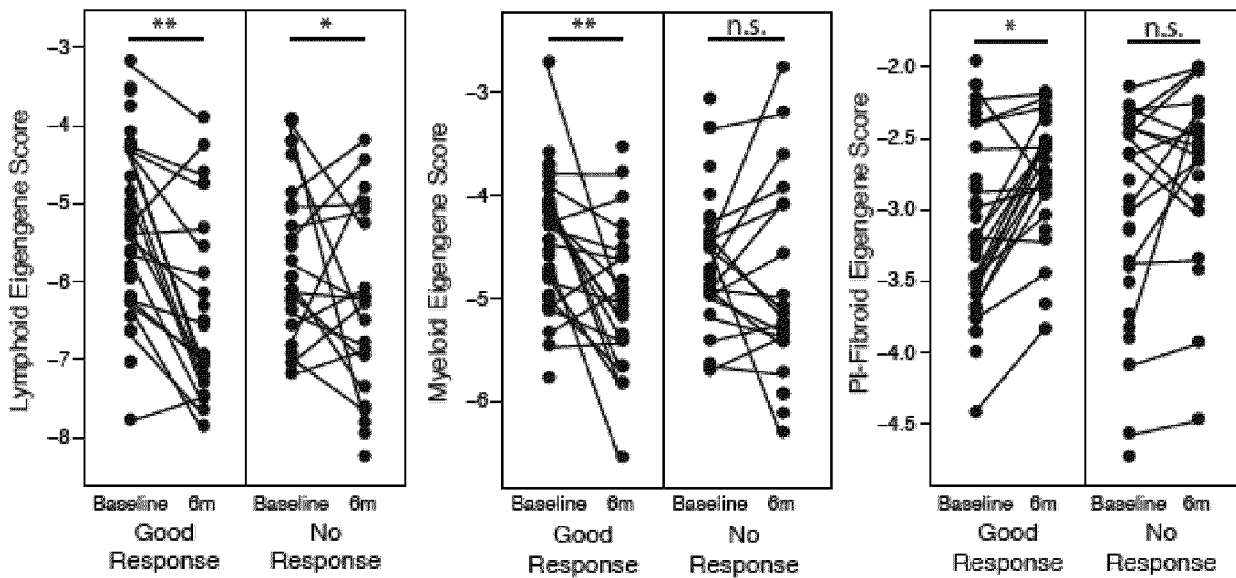 Lymphoid Eigengene Score
-3
-4
-5
-6
-7
-8
**
*
Baseline 6m
Good
Response
Baseline 6m
No
Response
Myeloid Eigengene Score
-3
-4
-5
-6
**
n.s.
Baseline 6m
Good
Response
Baseline 6m
No
Response
PI-Fibroid Eigengene Score
-2.0
-2.5
-3.0
-3.5
-4.0
-4.5
*
n.s.
Baseline 6m
Good
Response
Baseline 6m
No
Response